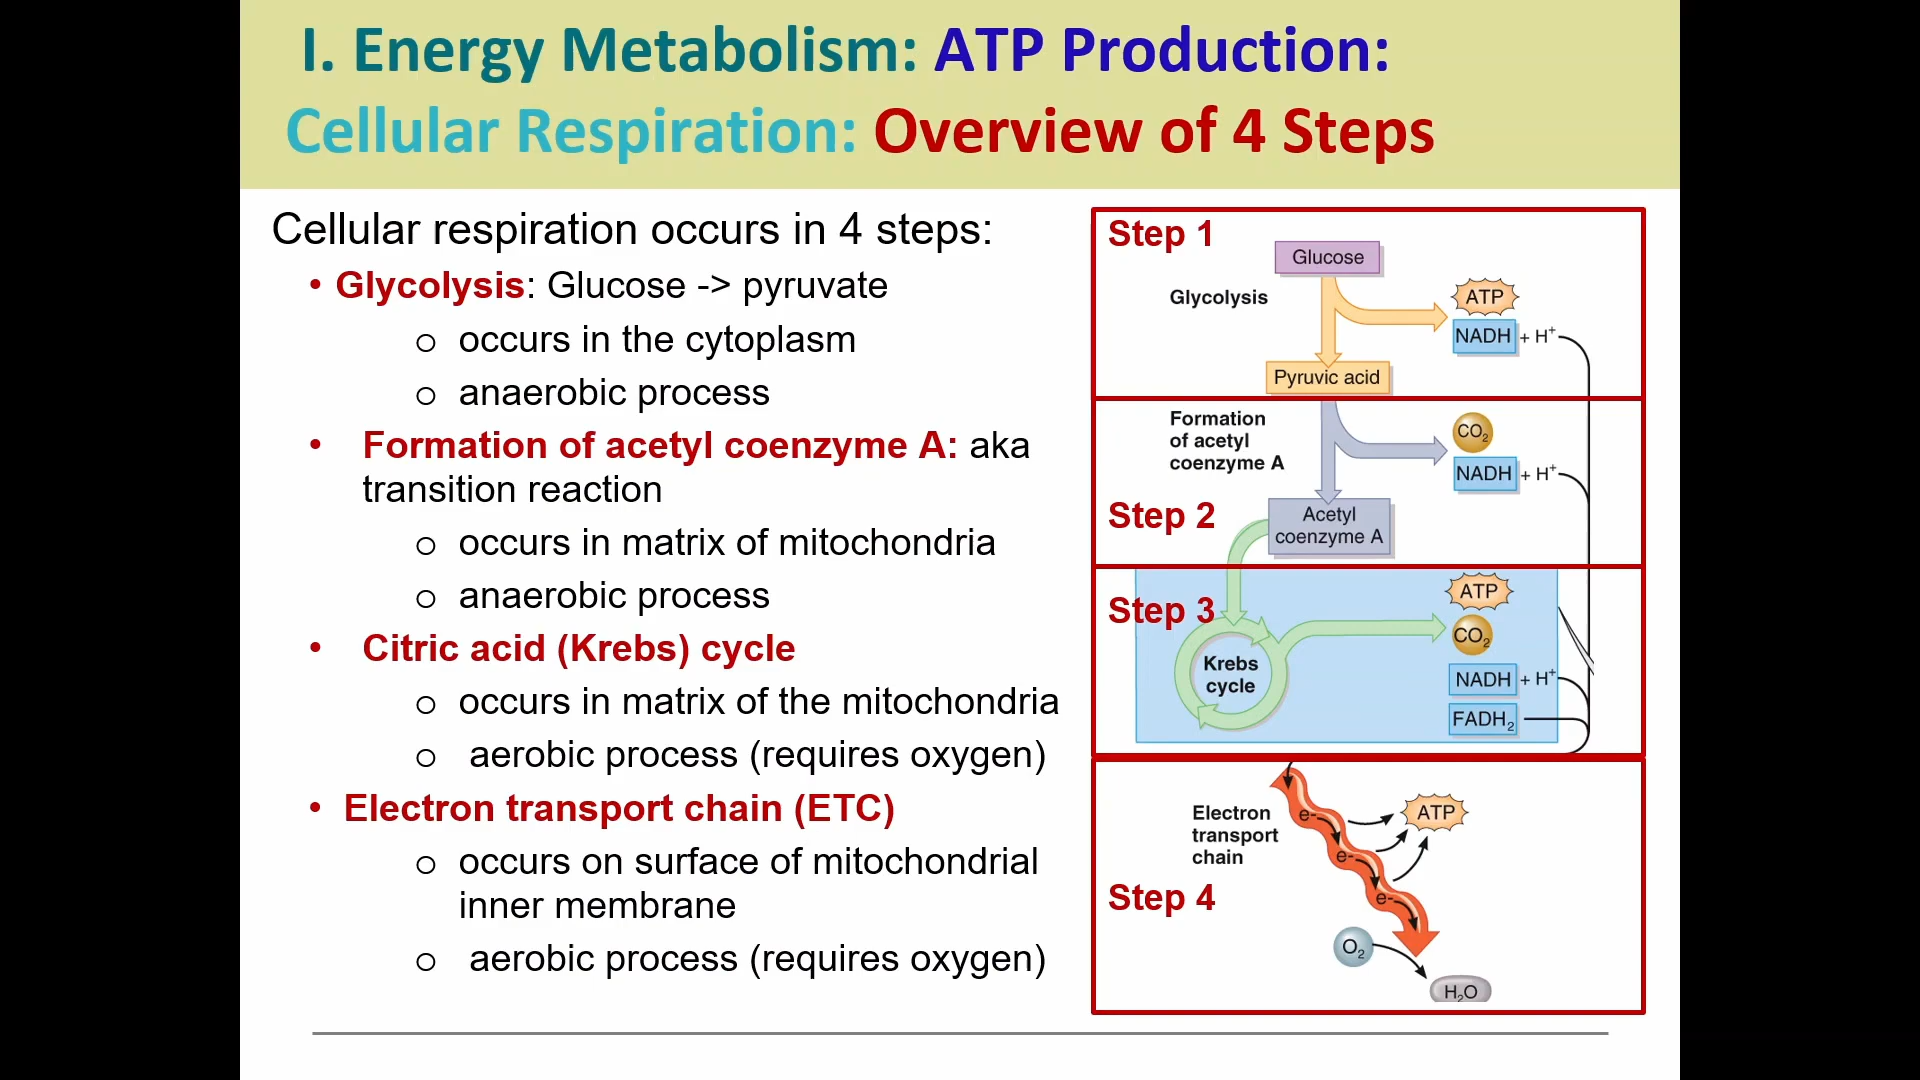 I. Energy Metabolism: ATP Production:
Cellular Respiration: Overview of 4 Steps
Cellular respiration occurs in 4 steps:
• Glycolysis: Glucose -> pyruvate
o occurs in the cytoplasm
o anaerobic process
• Formation of acetyl coenzyme A: aka
transition reaction
o occurs in matrix of mitochondria
o anaerobic process
• Citric acid (Krebs) cycle
o occurs in matrix of the mitochondria
o aerobic process (requires oxygen)
• Electron transport chain (ETC)
o occurs on surface of mitochondrial
inner membrane
o aerobic process (requires oxygen)
Step 1
Glucose
Glycolysis
ATP
NADH + H⁺
Pyruvic acid
Formation
of acetyl
coenzyme A
CO₂
NADH + H⁺
Step 2
Acetyl
coenzyme A
Step 3
ATP
CO₂
Krebs
cycle
NADH + H⁺
FADH₂
Electron
transport
chain
e-
e-
e-
ATP
Step 4
O₂
H₂O